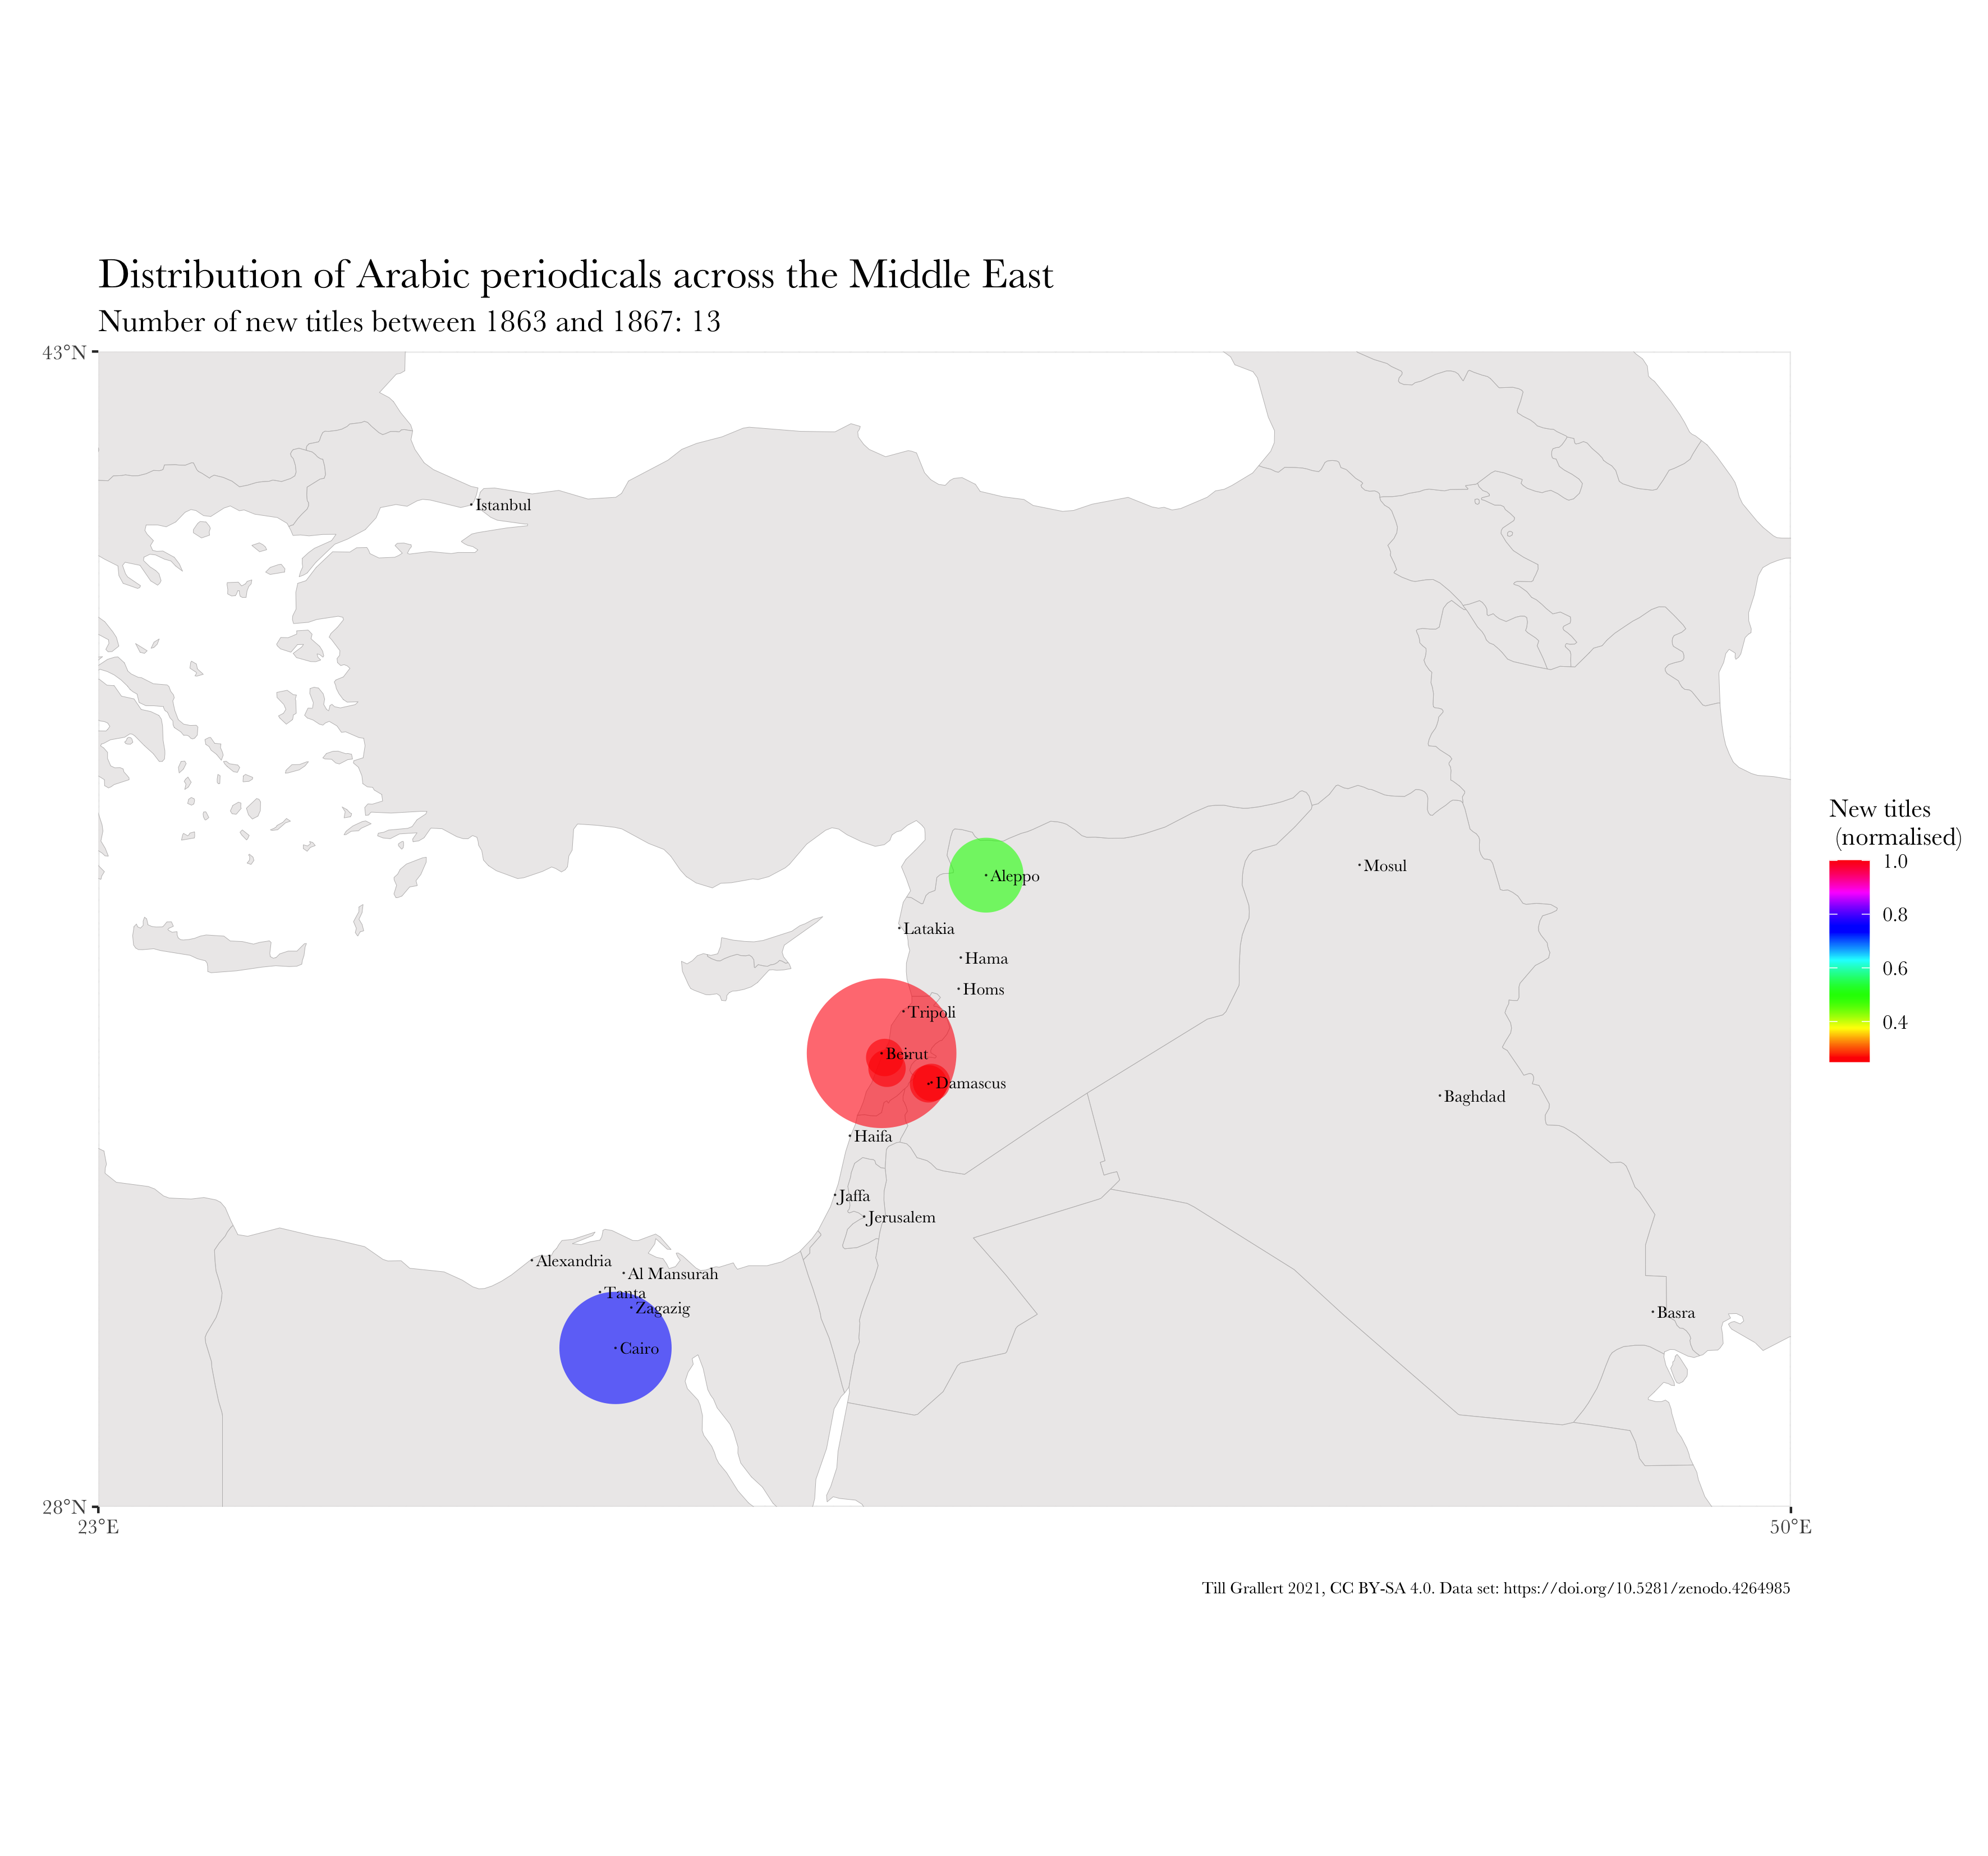 Distribution of Arabic periodicals across the Middle East
Number of new titles between 1863 and 1867: 13
43°N
Istanbul
Mosul
Aleppo
Latakia
Hama
Homs
Tripoli
Beirut
Damascus
Baghdad
Haifa
Jaffa
Jerusalem
Alexandria
Al Mansurah
Tanta
Zagazig
Basra
Cairo
New titles
(normalised)
1.0
0.8
0.6
0.4
28°N
23°E
50°E
Till Grallert 2021, CC BY-SA 4.0. Data set: https://doi.org/10.5281/zenodo.4264985